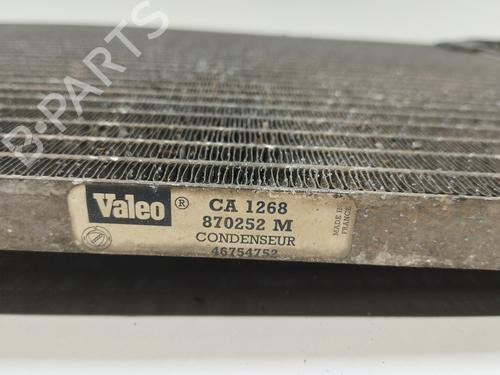 B-PARTS
Valeo ®
CA 1268
870252 M
CONDENSEUR
46754752
MADE IN
FRANCE